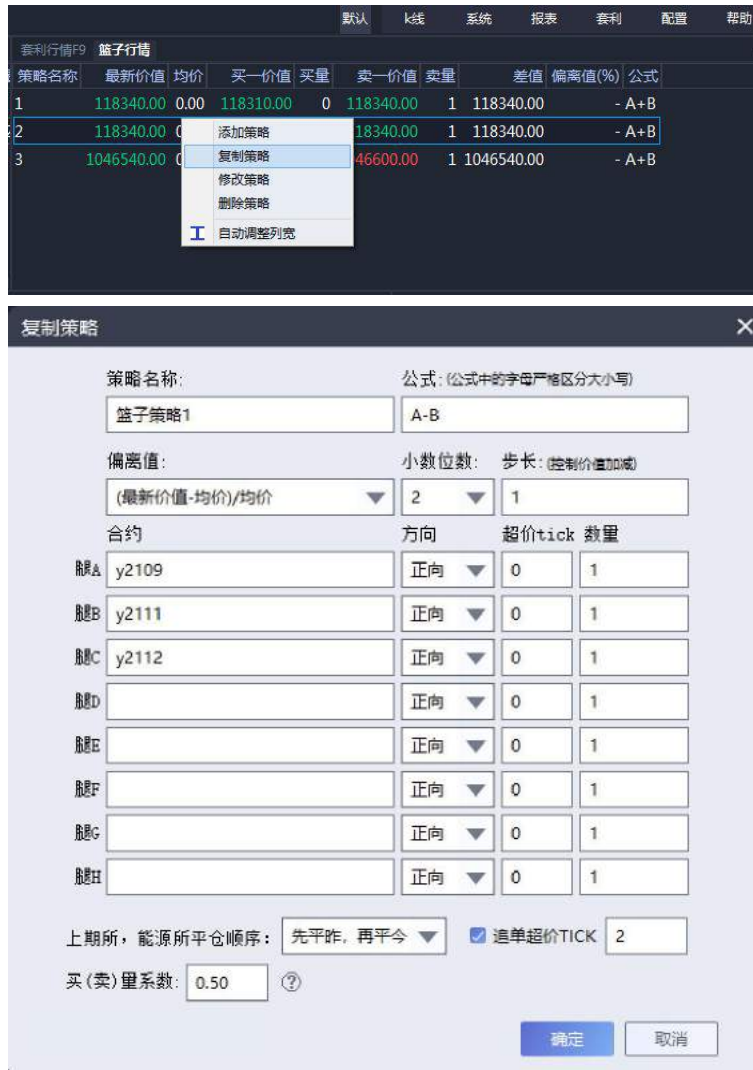 默认 k线 系统 报表 套利 配置 帮助
套利行情F9 篮子行情
策略名称 最新价值 均价 买一价值 买量 卖一价值 卖量 差值 偏离值(%) 公式
1 118340.00 0.00 118310.00 0 118340.00 1 118340.00 - A+B
2 118340.00 18340.00 1 118340.00 - A+B
3 1046540.00 46600.00 1 1046540.00 - A+B
添加策略
复制策略
修改策略
删除策略
自动调整列宽
复制策略
策略名称: 公式:(公式中的字母严格区分大小写)
篮子策略1 A-B
偏离值: 小数位数: 步长:(控制价值加减)
(最新价值-均价)/均价 2 1
合约 方向 超价tick 数量
腿A y2109 正向 0 1
腿B y2111 正向 0 1
腿C y2112 正向 0 1
腿D 正向 0 1
腿E 正向 0 1
腿F 正向 0 1
腿G 正向 0 1
腿H 正向 0 1
上期所，能源所平仓顺序: 先平昨, 再平今 追单超价TICK 2
买(卖)量系数: 0.50 ?
确定 取消